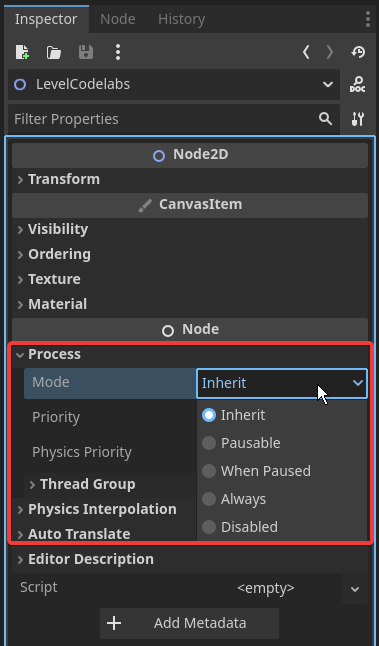 Inspector Node History
LevelCodelabs DOC
Filter Properties
Node2D
Transform
CanvasItem
Visibility
Ordering
Texture
Material
Node
Process
Mode Inherit
Inherit
Priority
Pausable
Physics Priority
When Paused
Thread Group
Always
Physics Interpolation
Auto Translate
Disabled
Editor Description
Script <empty>
Add Metadata